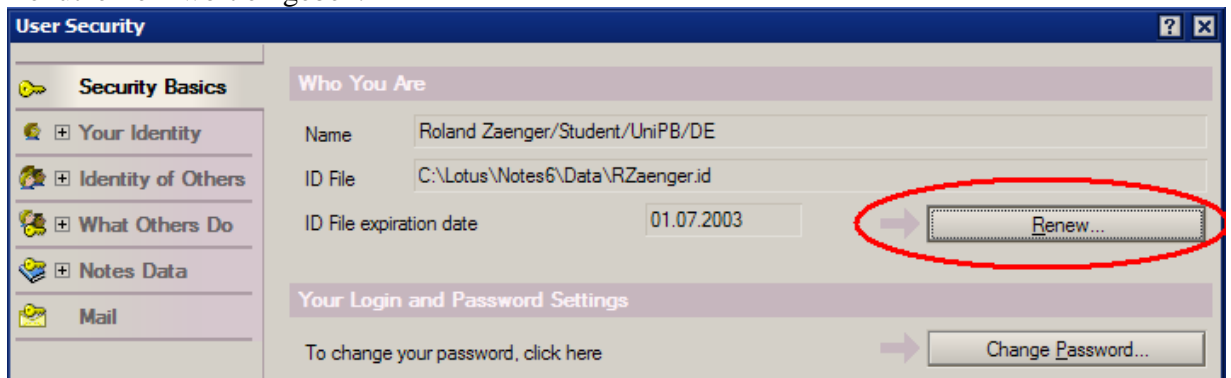 User Security
Security Basics
Your Identity
Identity of Others
What Others Do
Notes Data
Mail
Who You Are
Name Roland Zaenger/Student/UniPB/DE
ID File C:\Lotus\Notes6\Data\RZaenger.id
ID File expiration date 01.07.2003 Renew...
Your Login and Password Settings
To change your password, click here Change Password...